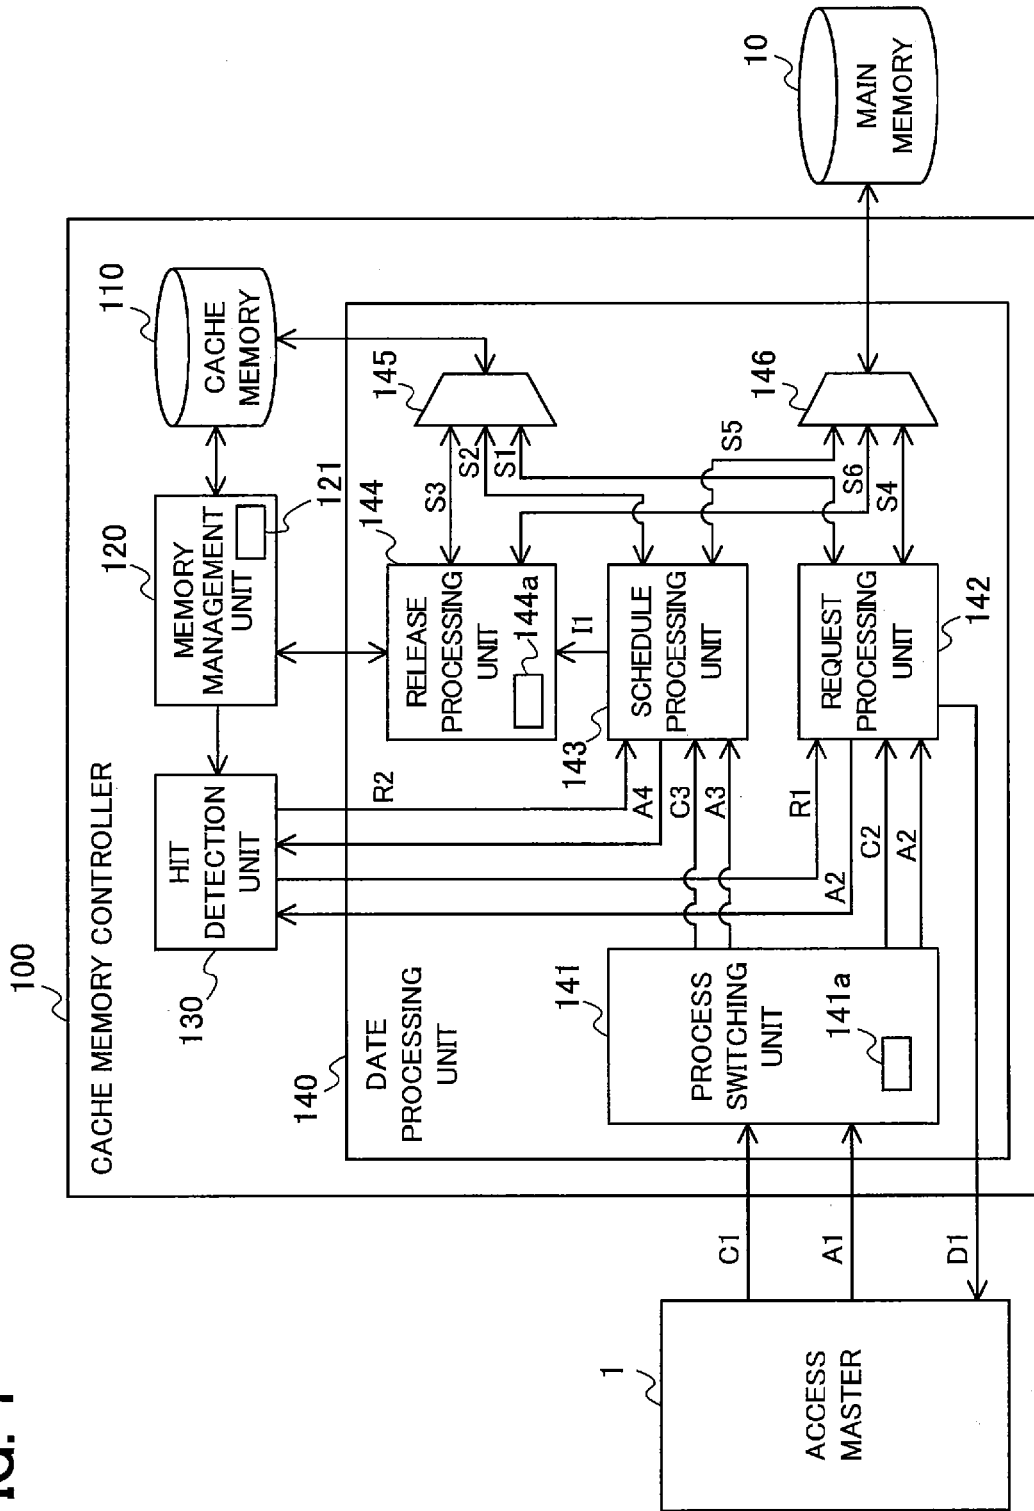 100
CACHE MEMORY CONTROLLER
110
CACHE
MEMORY
120
MEMORY
MANAGEMENT
UNIT
121
HIT
DETECTION
UNIT
130
10
MAIN
MEMORY
140
DATE
PROCESSING
UNIT
145
146
144
RELEASE
PROCESSING
UNIT
144a
S3
S2
S1
S5
S6
S4
I1
143
SCHEDULE
PROCESSING
UNIT
REQUEST
PROCESSING
UNIT
142
R2
A4
C3
A3
R1
A2
C2
A2
141
PROCESS
SWITCHING
UNIT
141a
C1
A1
D1
1
ACCESS
MASTER